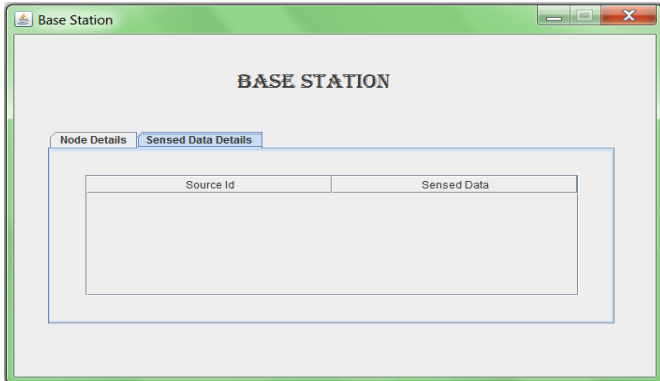 Base Station
BASE STATION
Node Details Sensed Data Details
Source Id Sensed Data